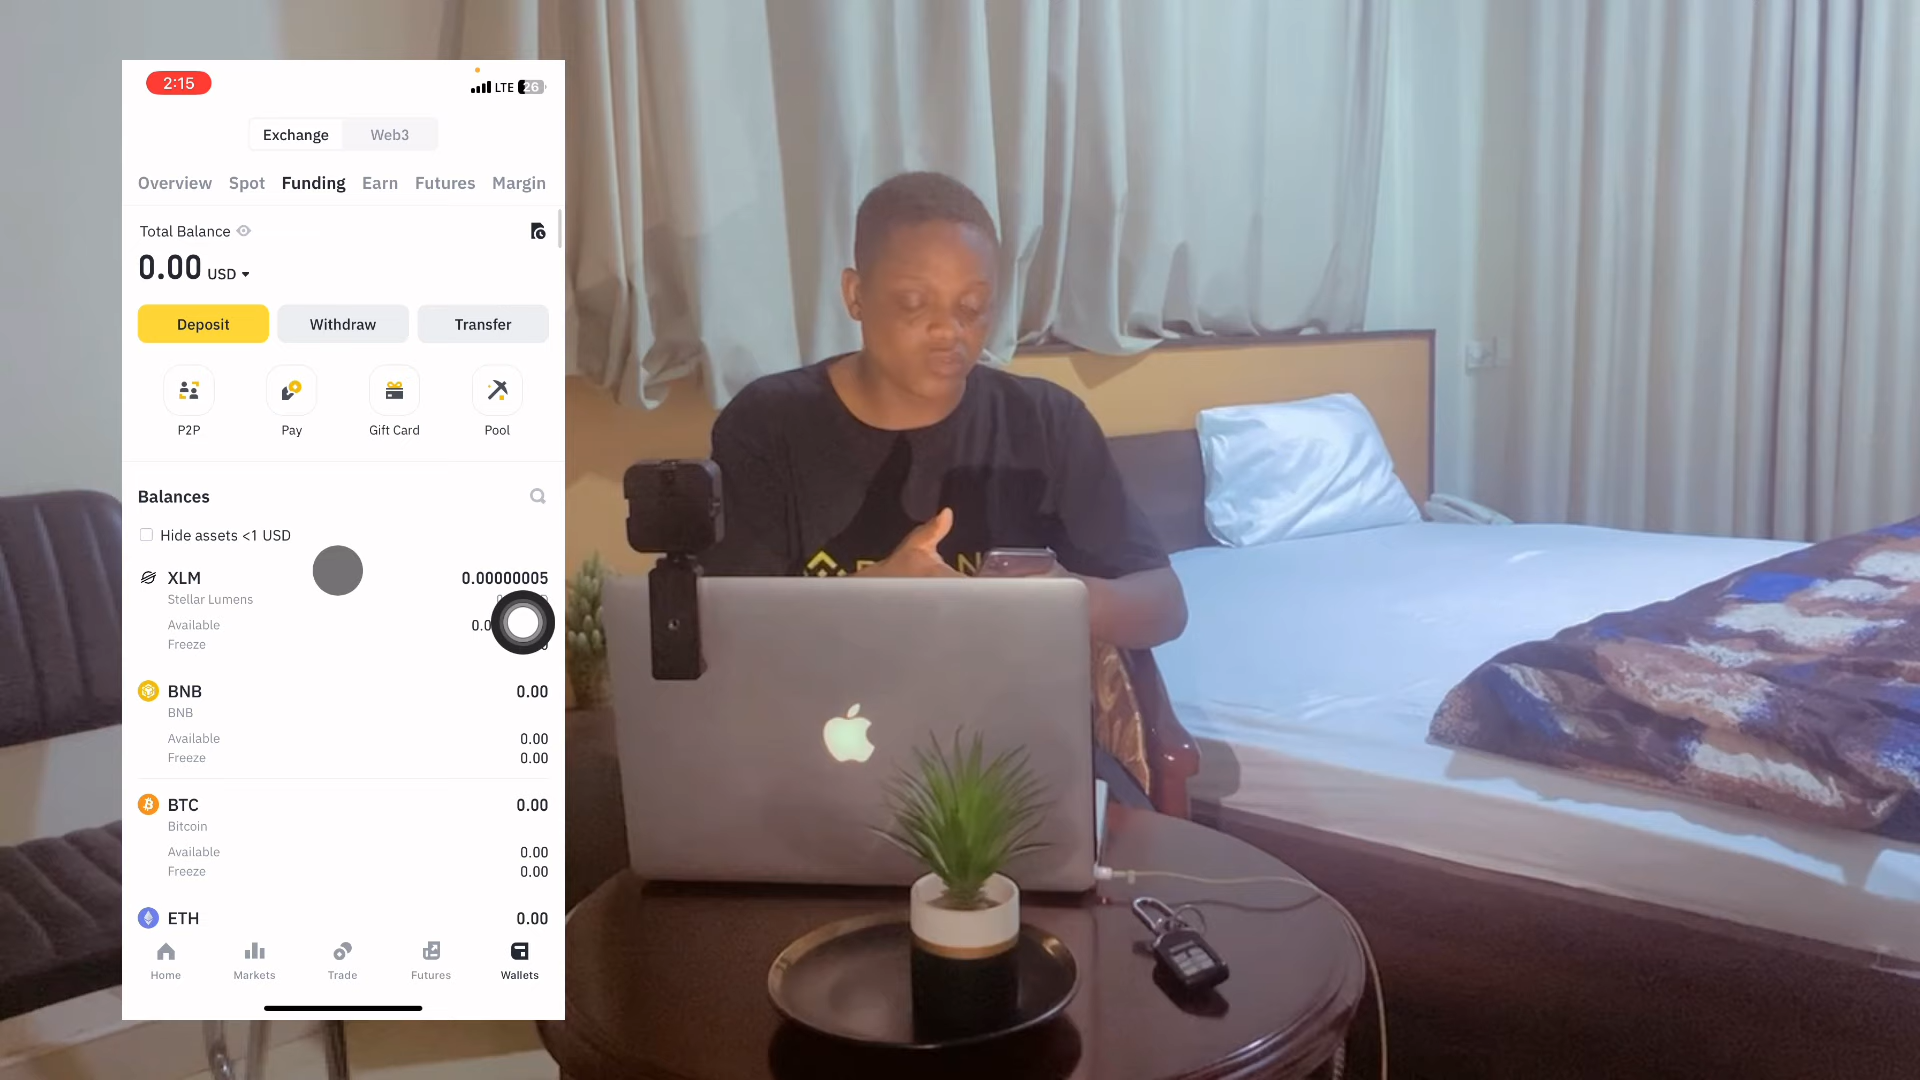 2:15
LTE 26
Exchange Web3
Overview Spot Funding Earn Futures Margin
Total Balance
0.00 USD
Deposit Withdraw Transfer
P2P Pay Gift Card Pool
Balances
Hide assets <1 USD
XLM 0.00000005
Stellar Lumens
Available 0.0
Freeze
BNB 0.00
BNB
Available 0.00
Freeze 0.00
BTC 0.00
Bitcoin
Available 0.00
Freeze 0.00
ETH 0.00
Home Markets Trade Futures Wallets